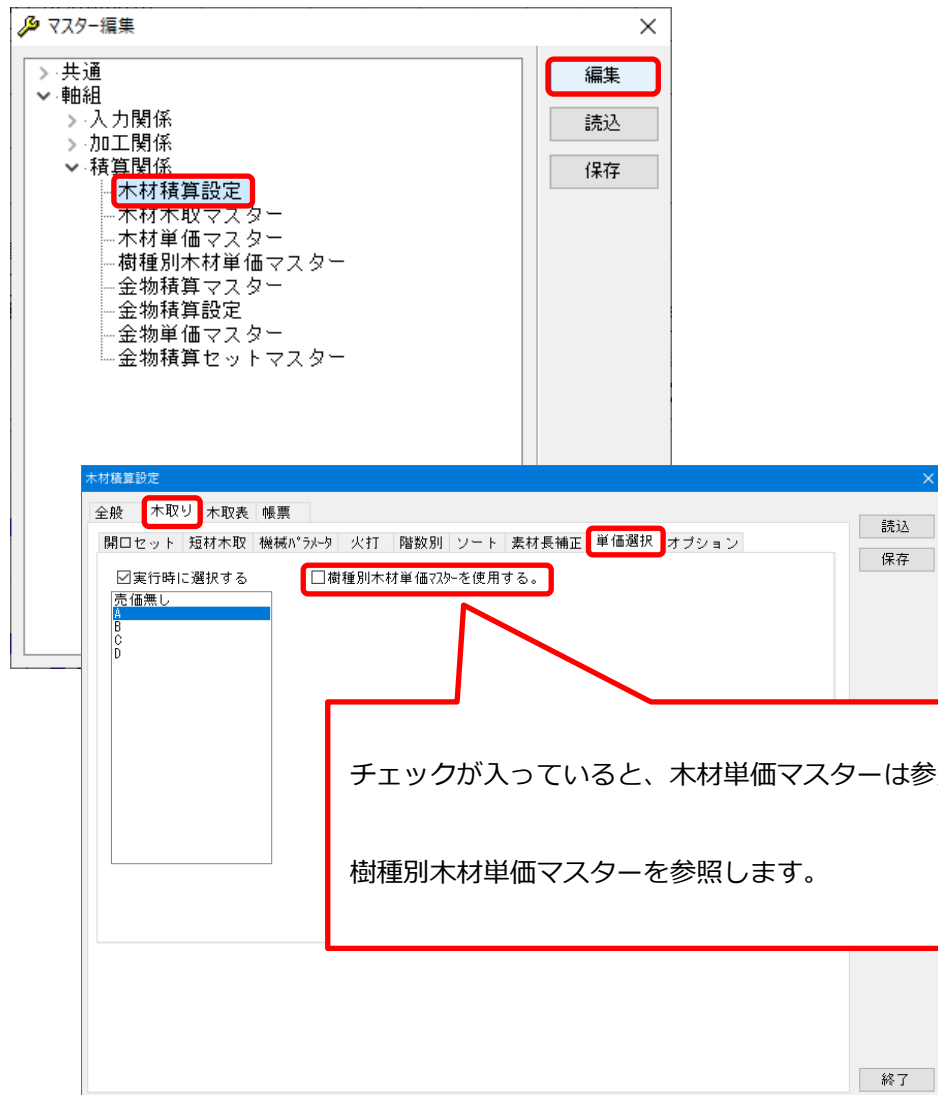 マスター編集
共通
軸組
入力関係
加工関係
積算関係
木材積算設定
木材木取マスター
木材単価マスター
樹種別木材単価マスター
金物積算マスター
金物積算設定
金物単価マスター
金物積算セットマスター
編集
読込
保存
木材積算設定
全般 木取り 木取表 帳票
開口セット 短材木取 機械ﾊﾟﾗﾒｰﾀ 火打 階数別 ソート 素材長補正 単価選択 オプション
実行時に選択する
樹種別木材単価ﾏｽﾀｰを使用する。
売価無し
A
B
C
D
読込
保存
チェックが入っていると、木材単価マスターは参
樹種別木材単価マスターを参照します。
終了